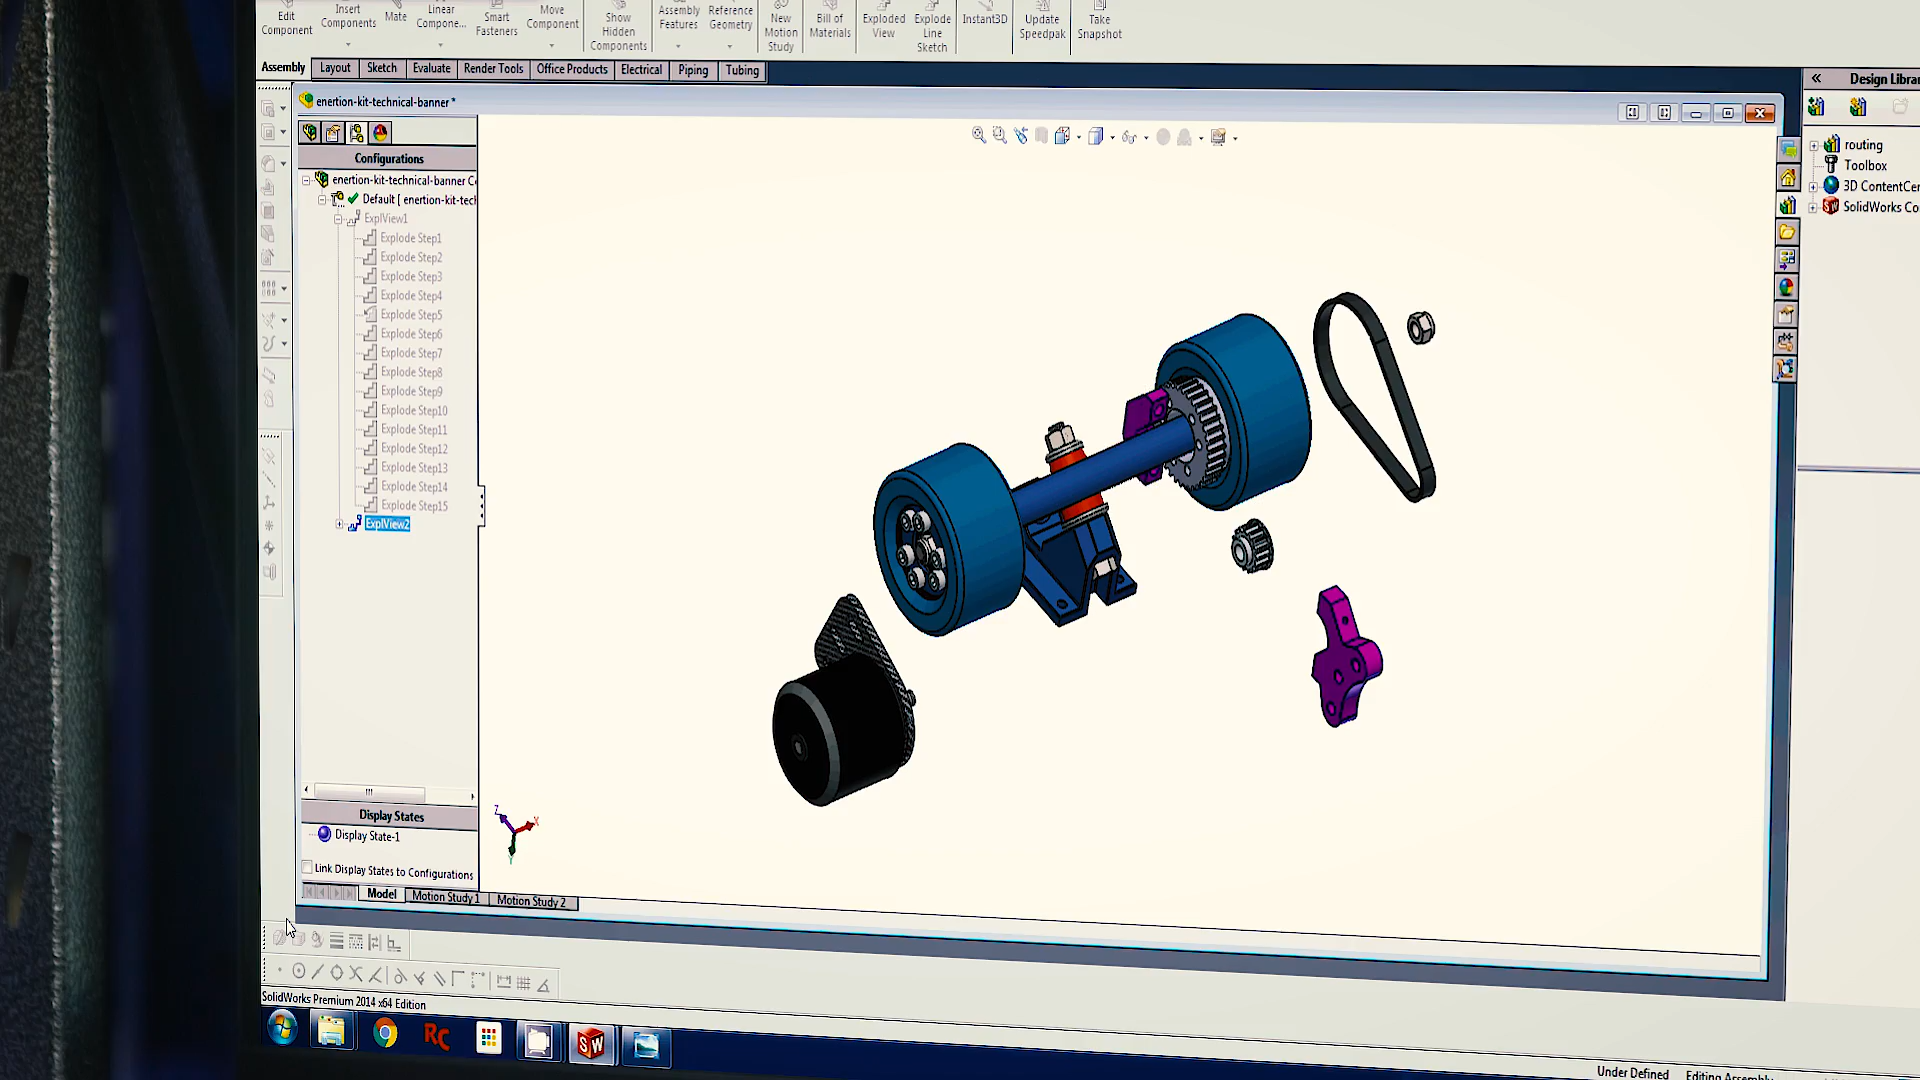 Edit
Component
Insert
Components
Mate
Linear
Compone...
Smart
Fasteners
Move
Component
Show
Hidden
Components
Assembly
Features
Reference
Geometry
New
Motion
Study
Bill of
Materials
Exploded
View
Explode
Line
Sketch
Instant3D
Update
Speedpak
Take
Snapshot
Assembly Layout Sketch Evaluate Render Tools Office Products Electrical Piping Tubing
enertion-kit-technical-banner *
Configurations
enertion-kit-technical-banner Co
Default [ enertion-kit-tech
ExplView1
Explode Step1
Explode Step2
Explode Step3
Explode Step4
Explode Step5
Explode Step6
Explode Step7
Explode Step8
Explode Step9
Explode Step10
Explode Step11
Explode Step12
Explode Step13
Explode Step14
Explode Step15
ExplView2
Display States
Display State-1
Link Display States to Configurations
Model Motion Study 1 Motion Study 2
Z X
Y
Design Librar
routing
Toolbox
3D ContentCen
SolidWorks Co
SolidWorks Premium 2014 x64 Edition
RC
SW
Under Defined Editing Assembly